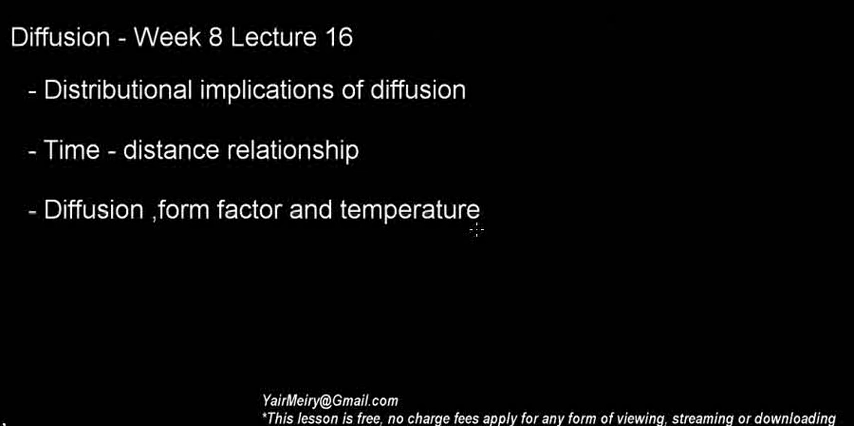 Diffusion - Week 8 Lecture 16
- Distributional implications of diffusion
- Time - distance relationship
- Diffusion ,form factor and temperature
YairMeiry@Gmail.com
*This lesson is free, no charge fees apply for any form of viewing, streaming or downloading